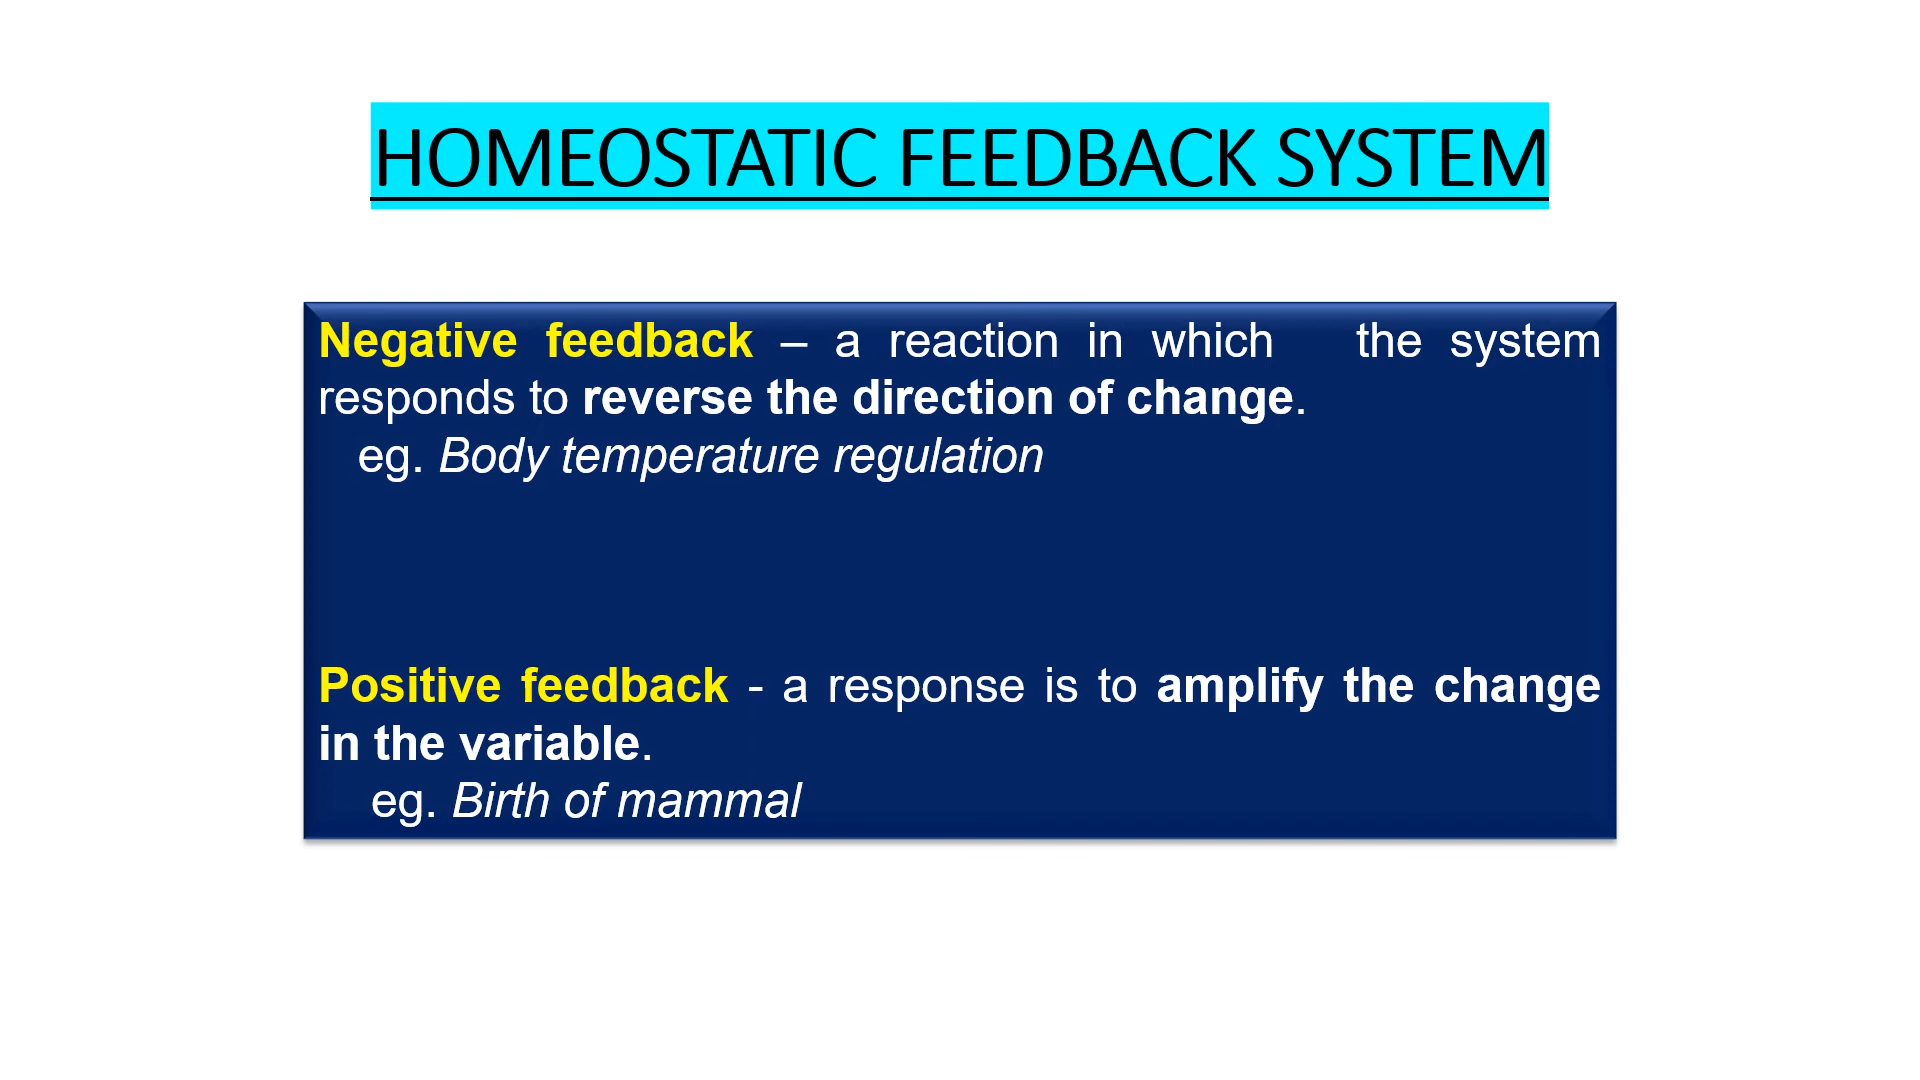 HOMEOSTATIC FEEDBACK SYSTEM
Negative feedback – a reaction in which the system
responds to reverse the direction of change.
eg. Body temperature regulation
Positive feedback - a response is to amplify the change
in the variable.
eg. Birth of mammal